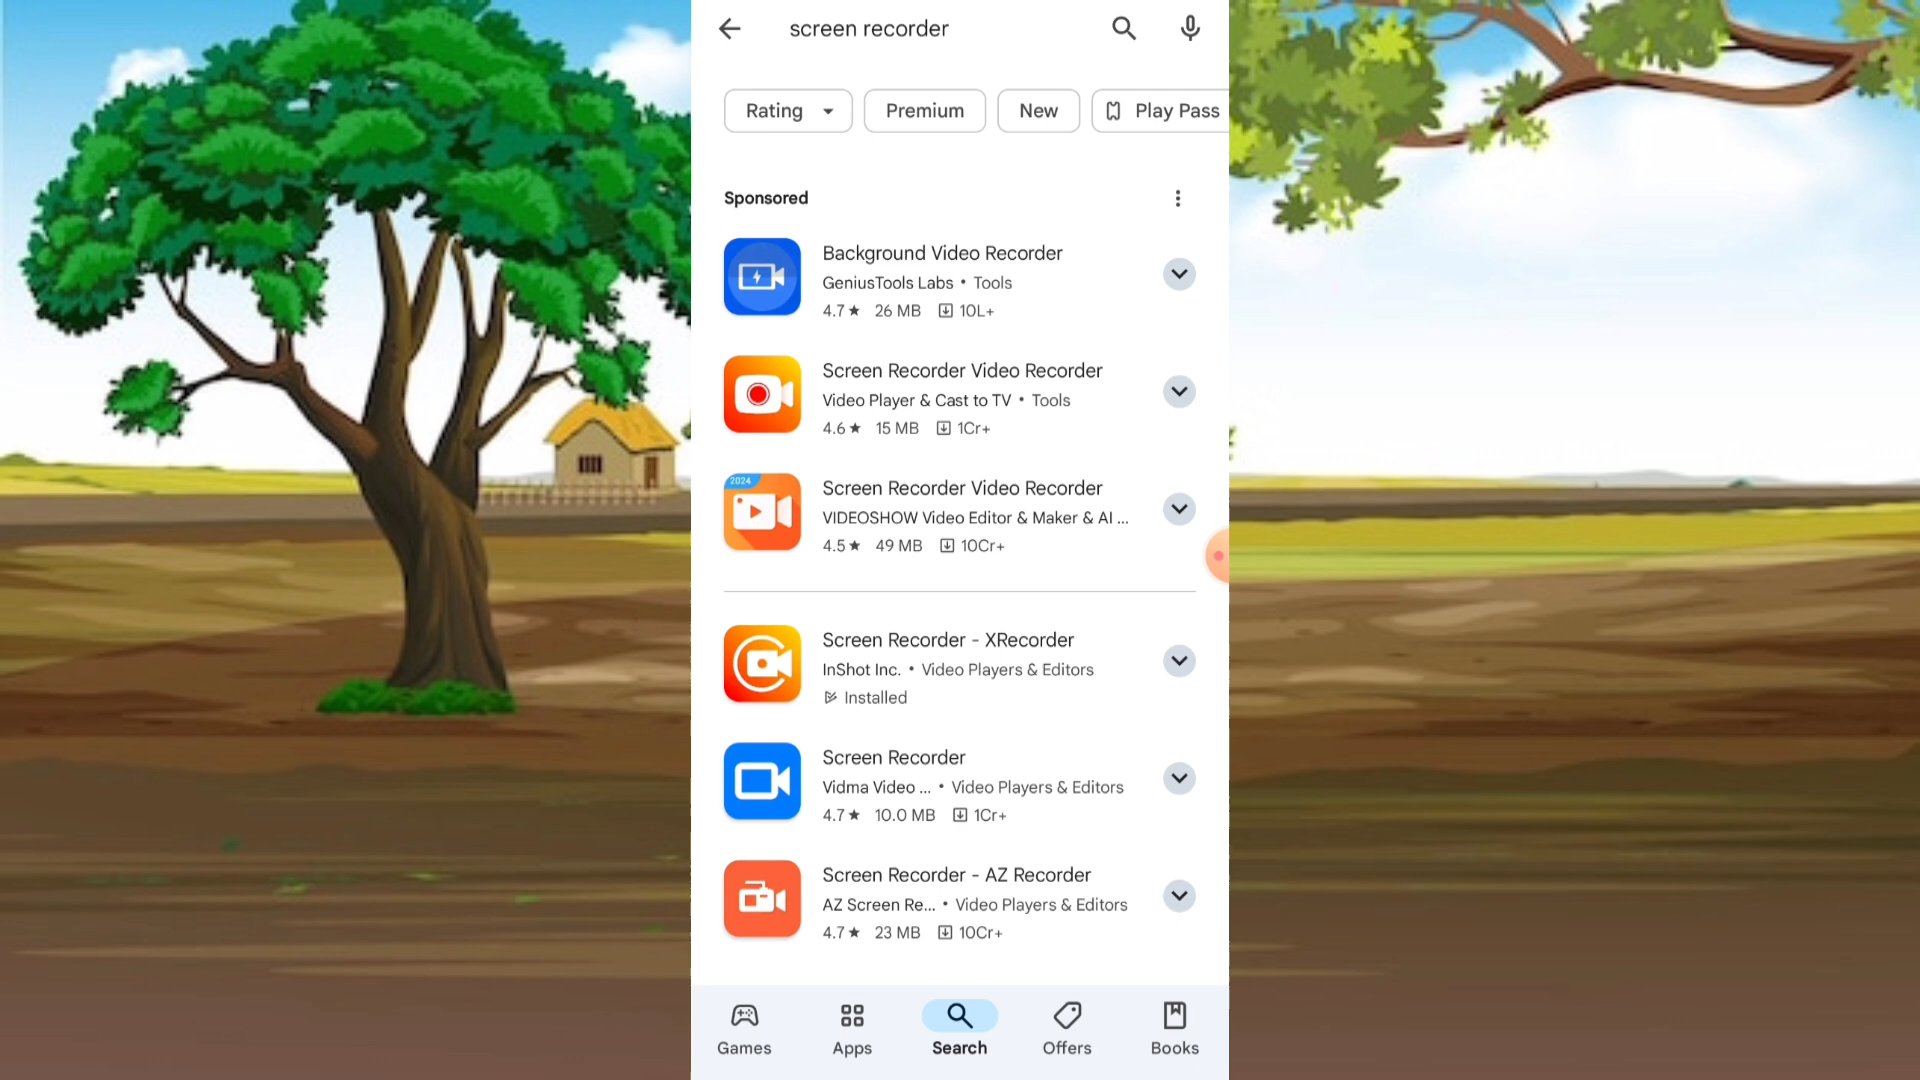 screen recorder
Rating
Premium
New
Play Pass
Sponsored
Background Video Recorder
GeniusTools Labs • Tools
4.7★ 26 MB 10L+
Screen Recorder Video Recorder
Video Player & Cast to TV • Tools
4.6★ 15 MB 1Cr+
2024
Screen Recorder Video Recorder
VIDEOSHOW Video Editor & Maker & AI ...
4.5★ 49 MB 10Cr+
Screen Recorder - XRecorder
InShot Inc. • Video Players & Editors
Installed
Screen Recorder
Vidma Video ... • Video Players & Editors
4.7★ 10.0 MB 1Cr+
Screen Recorder - AZ Recorder
AZ Screen Re... • Video Players & Editors
4.7★ 23 MB 10Cr+
Games
Apps
Search
Offers
Books